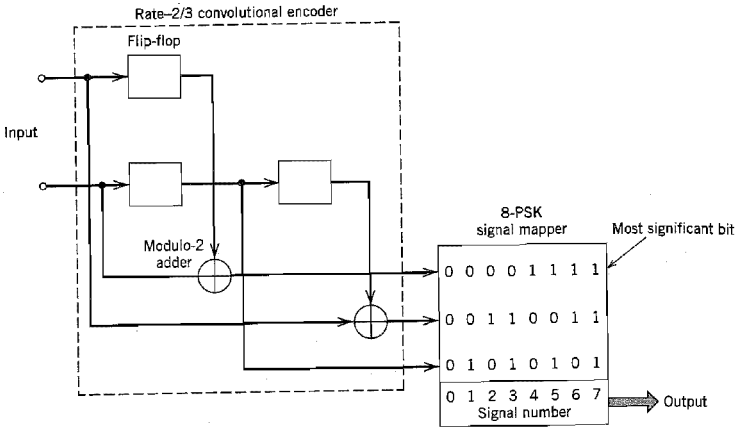 Rate–2/3 convolutional encoder
Flip-flop
Input
Modulo-2
adder
8-PSK
signal mapper
Most significant bit
0 0 0 0 1 1 1 1
0 0 1 1 0 0 1 1
0 1 0 1 0 1 0 1
0 1 2 3 4 5 6 7
Signal number
Output